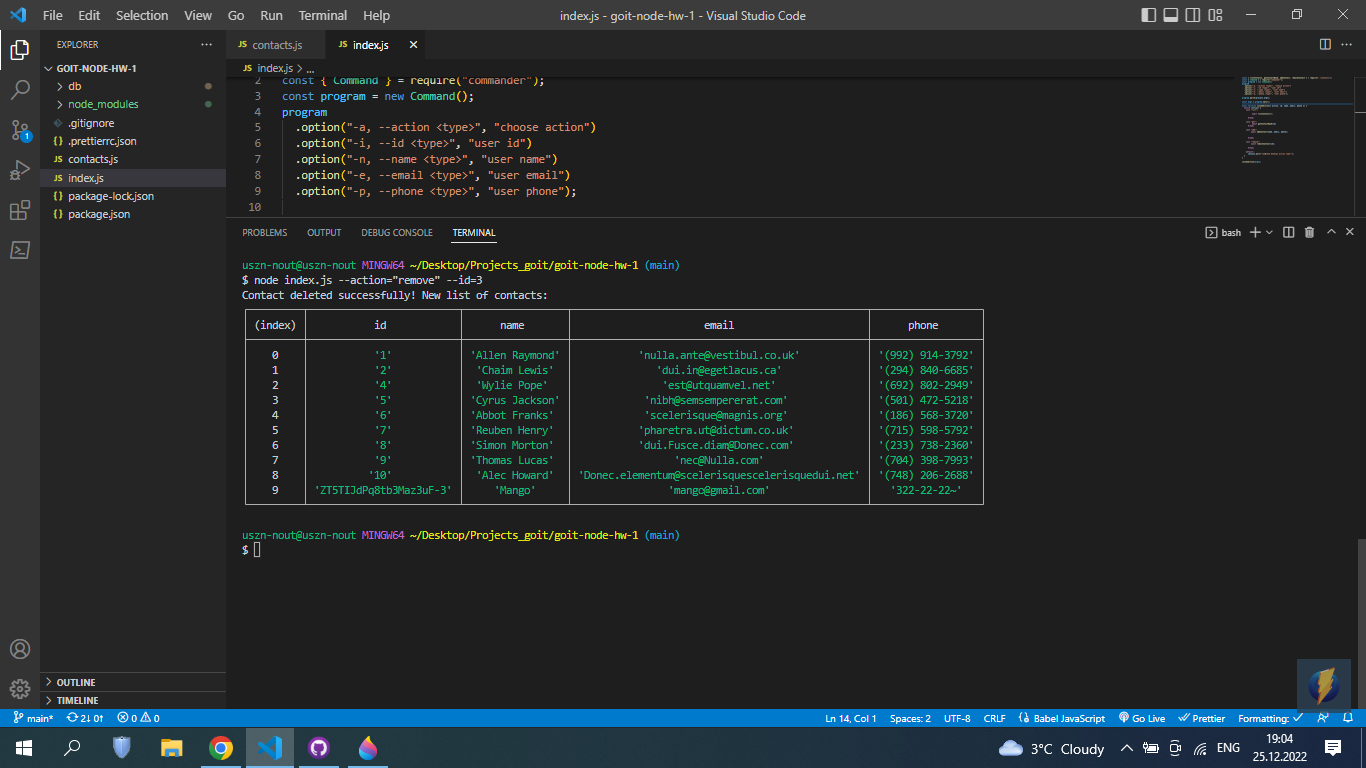 File Edit Selection View Go Run Terminal Help index.js - goit-node-hw-1 - Visual Studio Code
EXPLORER
GOIT-NODE-HW-1
db
node_modules
.gitignore
.prettierrc.json
contacts.js
index.js
package-lock.json
package.json
OUTLINE
TIMELINE
JS contacts.js JS index.js
JS index.js > ...
2 const { Command } = require("commander");
3 const program = new Command();
4 program
5 .option("-a, --action <type>", "choose action")
6 .option("-i, --id <type>", "user id")
7 .option("-n, --name <type>", "user name")
8 .option("-e, --email <type>", "user email")
9 .option("-p, --phone <type>", "user phone");
10
PROBLEMS OUTPUT DEBUG CONSOLE TERMINAL bash
uszn-nout@uszn-nout MINGW64 ~/Desktop/Projects_goit/goit-node-hw-1 (main)
$ node index.js --action="remove" --id=3
Contact deleted successfully! New list of contacts:
(index) id name email phone
0 '1' 'Allen Raymond' 'nulla.ante@vestibul.co.uk' '(992) 914-3792'
1 '2' 'Chaim Lewis' 'dui.in@egetlacus.ca' '(294) 840-6685'
2 '4' 'Wylie Pope' 'est@utquamvel.net' '(692) 802-2949'
3 '5' 'Cyrus Jackson' 'nibh@semsempererat.com' '(501) 472-5218'
4 '6' 'Abbot Franks' 'scelerisque@magnis.org' '(186) 568-3720'
5 '7' 'Reuben Henry' 'pharetra.ut@dictum.co.uk' '(715) 598-5792'
6 '8' 'Simon Morton' 'dui.Fusce.diam@Donec.com' '(233) 738-2360'
7 '9' 'Thomas Lucas' 'nec@Nulla.com' '(704) 398-7993'
8 '10' 'Alec Howard' 'Donec.elementum@scelerisquescelerisquedui.net' '(748) 206-2688'
9 'ZT5TIJdPq8tb3Maz3uF-3' 'Mango' 'mango@gmail.com' '322-22-22~'
uszn-nout@uszn-nout MINGW64 ~/Desktop/Projects_goit/goit-node-hw-1 (main)
$
main* 2↓ 0↑ 0 0 Ln 14, Col 1 Spaces: 2 UTF-8 CRLF Babel JavaScript Go Live Prettier Formatting:
3°C Cloudy ENG 19:04
25.12.2022